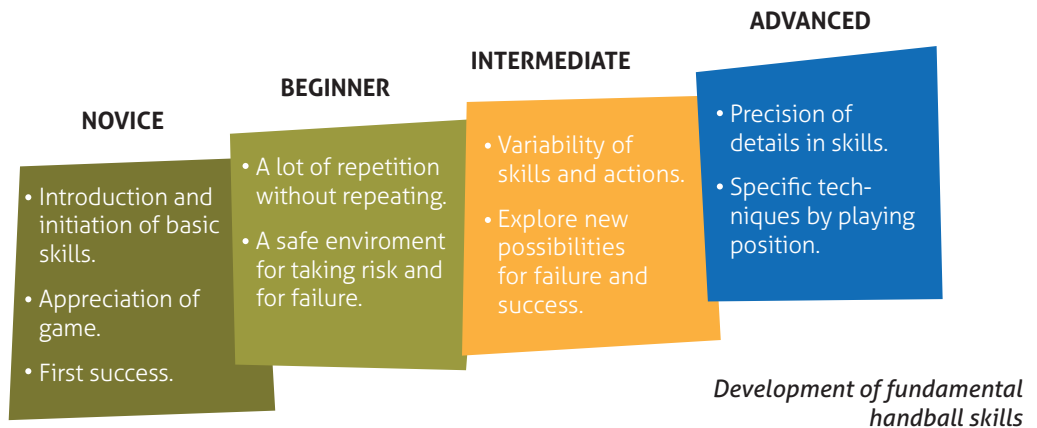 NOVICE
• Introduction and
initiation of basic
skills.
• Appreciation of
game.
• First success.
BEGINNER
• A lot of repetition
without repeating.
• A safe enviroment
for taking risk and
for failure.
INTERMEDIATE
• Variability of
skills and actions.
• Explore new
possibilities
for failure and
success.
ADVANCED
• Precision of
details in skills.
• Specific tech-
niques by playing
position.
Development of fundamental
handball skills